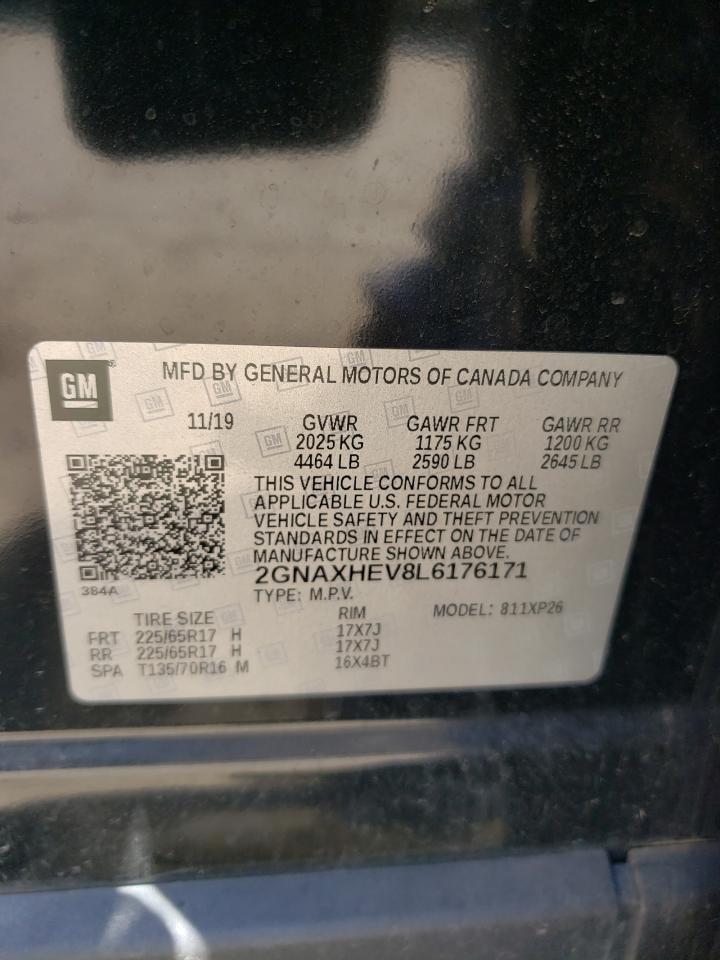 GM
MFD BY GENERAL MOTORS OF CANADA COMPANY
11/19 GVWR GAWR FRT GAWR RR
2025 KG 1175 KG 1200 KG
4464 LB 2590 LB 2645 LB
THIS VEHICLE CONFORMS TO ALL
APPLICABLE U.S. FEDERAL MOTOR
VEHICLE SAFETY AND THEFT PREVENTION
STANDARDS IN EFFECT ON THE DATE OF
MANUFACTURE SHOWN ABOVE.
384A
2GNAXHEV8L6176171
TYPE: M.P.V.
TIRE SIZE RIM MODEL: 811XP26
FRT 225/65R17 H 17X7J
RR 225/65R17 H 17X7J
SPA T135/70R16 M 16X4BT